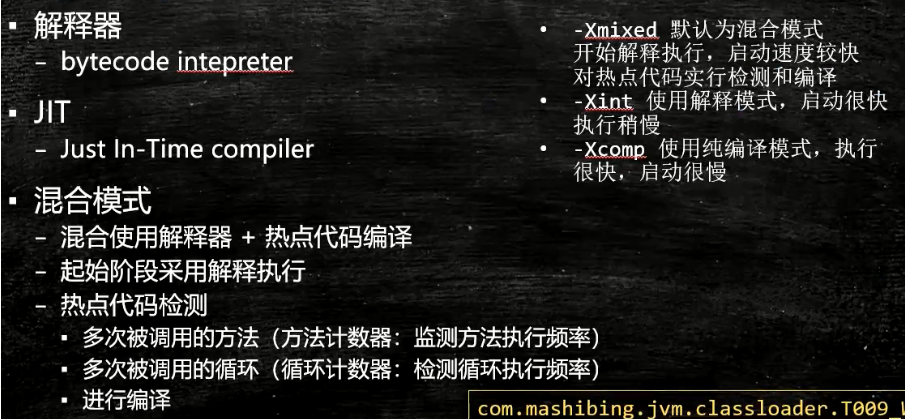 ▪ 解释器
– bytecode intepreter
▪ JIT
– Just In-Time compiler
▪ 混合模式
– 混合使用解释器 + 热点代码编译
– 起始阶段采用解释执行
– 热点代码检测
▪ 多次被调用的方法（方法计数器：监测方法执行频率）
▪ 多次被调用的循环（循环计数器：检测循环执行频率）
▪ 进行编译
• -Xmixed 默认为混合模式
开始解释执行，启动速度较快
对热点代码实行检测和编译
• -Xint 使用解释模式，启动很快
执行稍慢
• -Xcomp 使用纯编译模式，执行
很快，启动很慢
com.mashibing.jvm.classloader.T009_